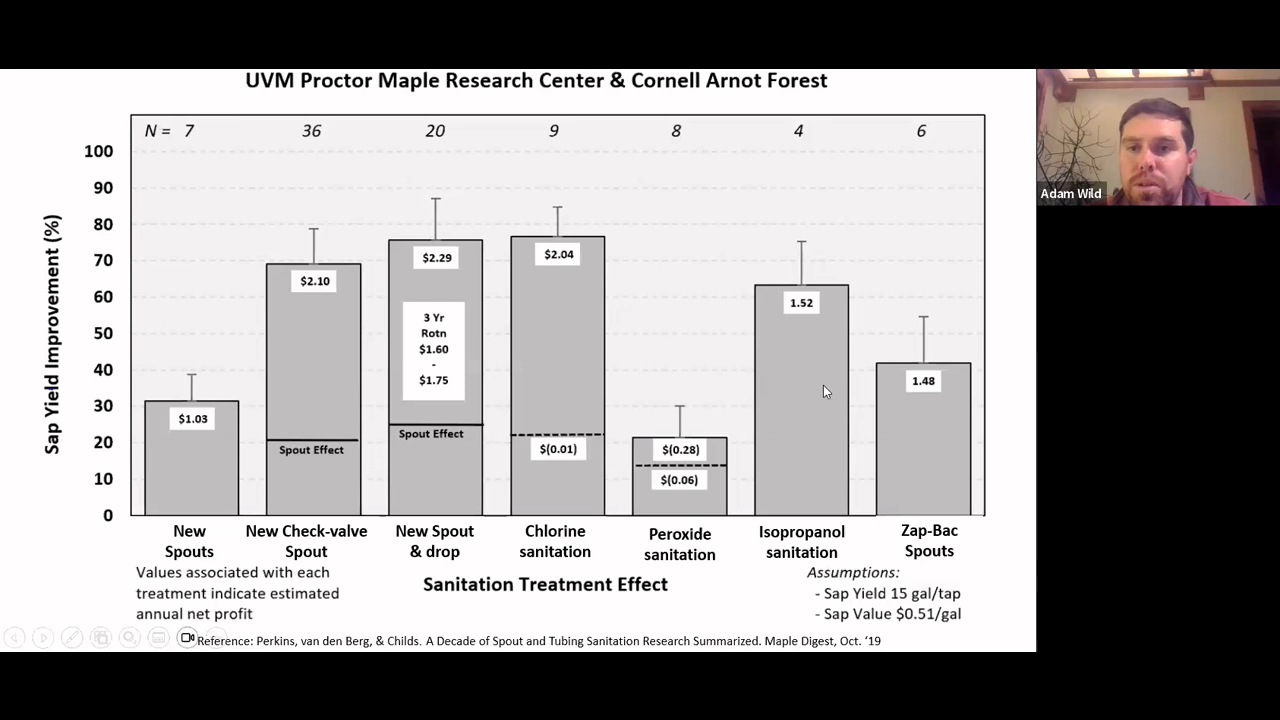 UVM Proctor Maple Research Center & Cornell Arnot Forest
N = 7 36 20 9 8 4 6
100
90
80
70
60
50
40
30
20
10
0
Sap Yield Improvement (%)
$1.03
$2.10
Spout Effect
$2.29
3 Yr
Rotn
$1.60
-
$1.75
Spout Effect
$2.04
$(0.01)
$(0.28)
$(0.06)
1.52
1.48
New
Spouts
New Check-valve
Spout
New Spout
& drop
Chlorine
sanitation
Peroxide
sanitation
Isopropanol
sanitation
Zap-Bac
Spouts
Sanitation Treatment Effect
Values associated with each
treatment indicate estimated
annual net profit
Assumptions:
- Sap Yield 15 gal/tap
- Sap Value $0.51/gal
Reference: Perkins, van den Berg, & Childs. A Decade of Spout and Tubing Sanitation Research Summarized. Maple Digest, Oct. '19
Adam Wild